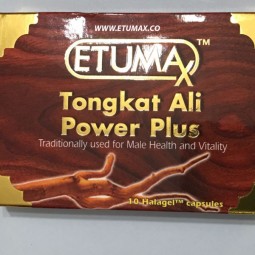 WWW.ETUMAX.CO
ETUMAX™
Tongkat Ali
Power Plus
Traditionally used for Male Health and Vitality
10 Halagel™ capsules